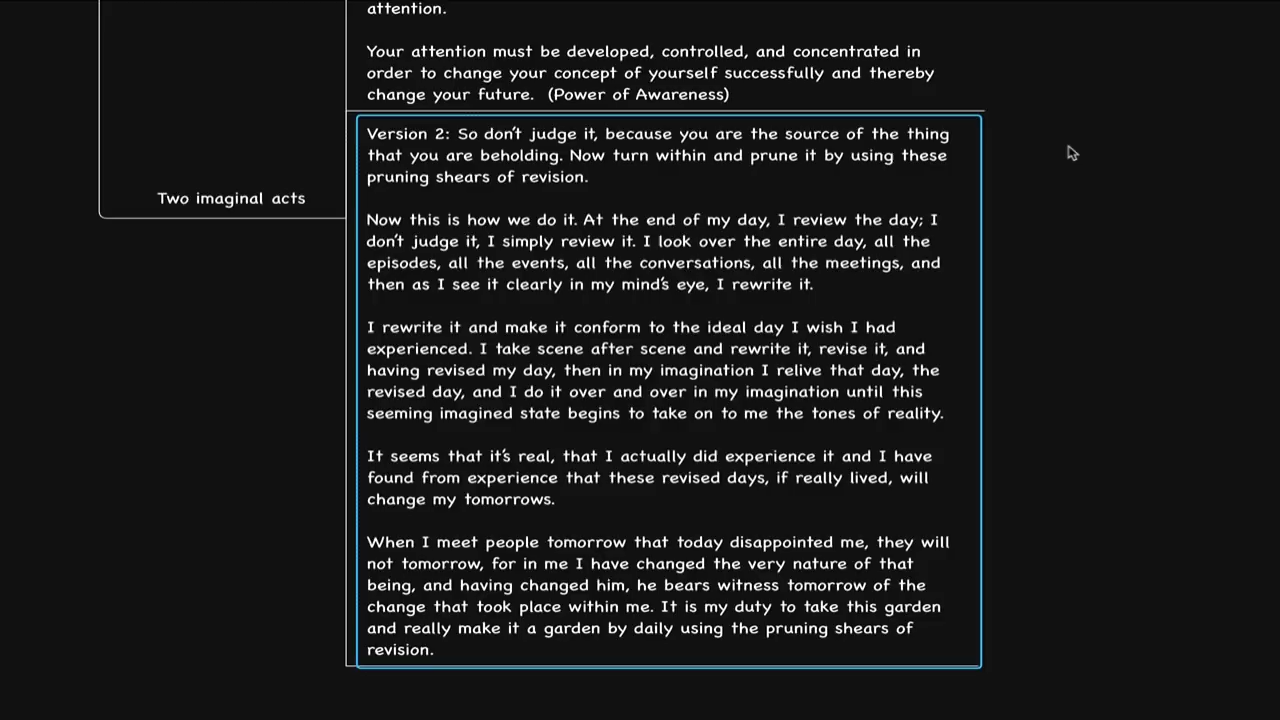 attention.
Your attention must be developed, controlled, and concentrated in
order to change your concept of yourself successfully and thereby
change your future. (Power of Awareness)
Two imaginal acts
Version 2: So don't judge it, because you are the source of the thing
that you are beholding. Now turn within and prune it by using these
pruning shears of revision.
Now this is how we do it. At the end of my day, I review the day; I
don't judge it, I simply review it. I look over the entire day, all the
episodes, all the events, all the conversations, all the meetings, and
then as I see it clearly in my mind's eye, I rewrite it.
I rewrite it and make it conform to the ideal day I wish I had
experienced. I take scene after scene and rewrite it, revise it, and
having revised my day, then in my imagination I relive that day, the
revised day, and I do it over and over in my imagination until this
seeming imagined state begins to take on to me the tones of reality.
It seems that it's real, that I actually did experience it and I have
found from experience that these revised days, if really lived, will
change my tomorrows.
When I meet people tomorrow that today disappointed me, they will
not tomorrow, for in me I have changed the very nature of that
being, and having changed him, he bears witness tomorrow of the
change that took place within me. It is my duty to take this garden
and really make it a garden by daily using the pruning shears of
revision.